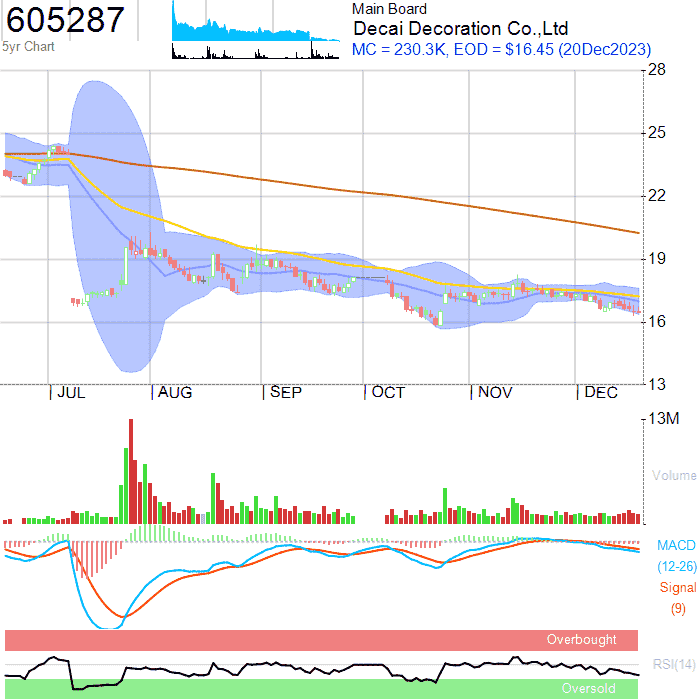 605287
5yr Chart
Main Board
Decai Decoration Co.,Ltd
MC = 230.3K, EOD = $16.45 (20Dec2023)
28
25
22
19
16
13
JUL AUG SEP OCT NOV DEC
13M
Volume
MACD
(12-26)
Signal
(9)
Overbought
RSI(14)
Oversold